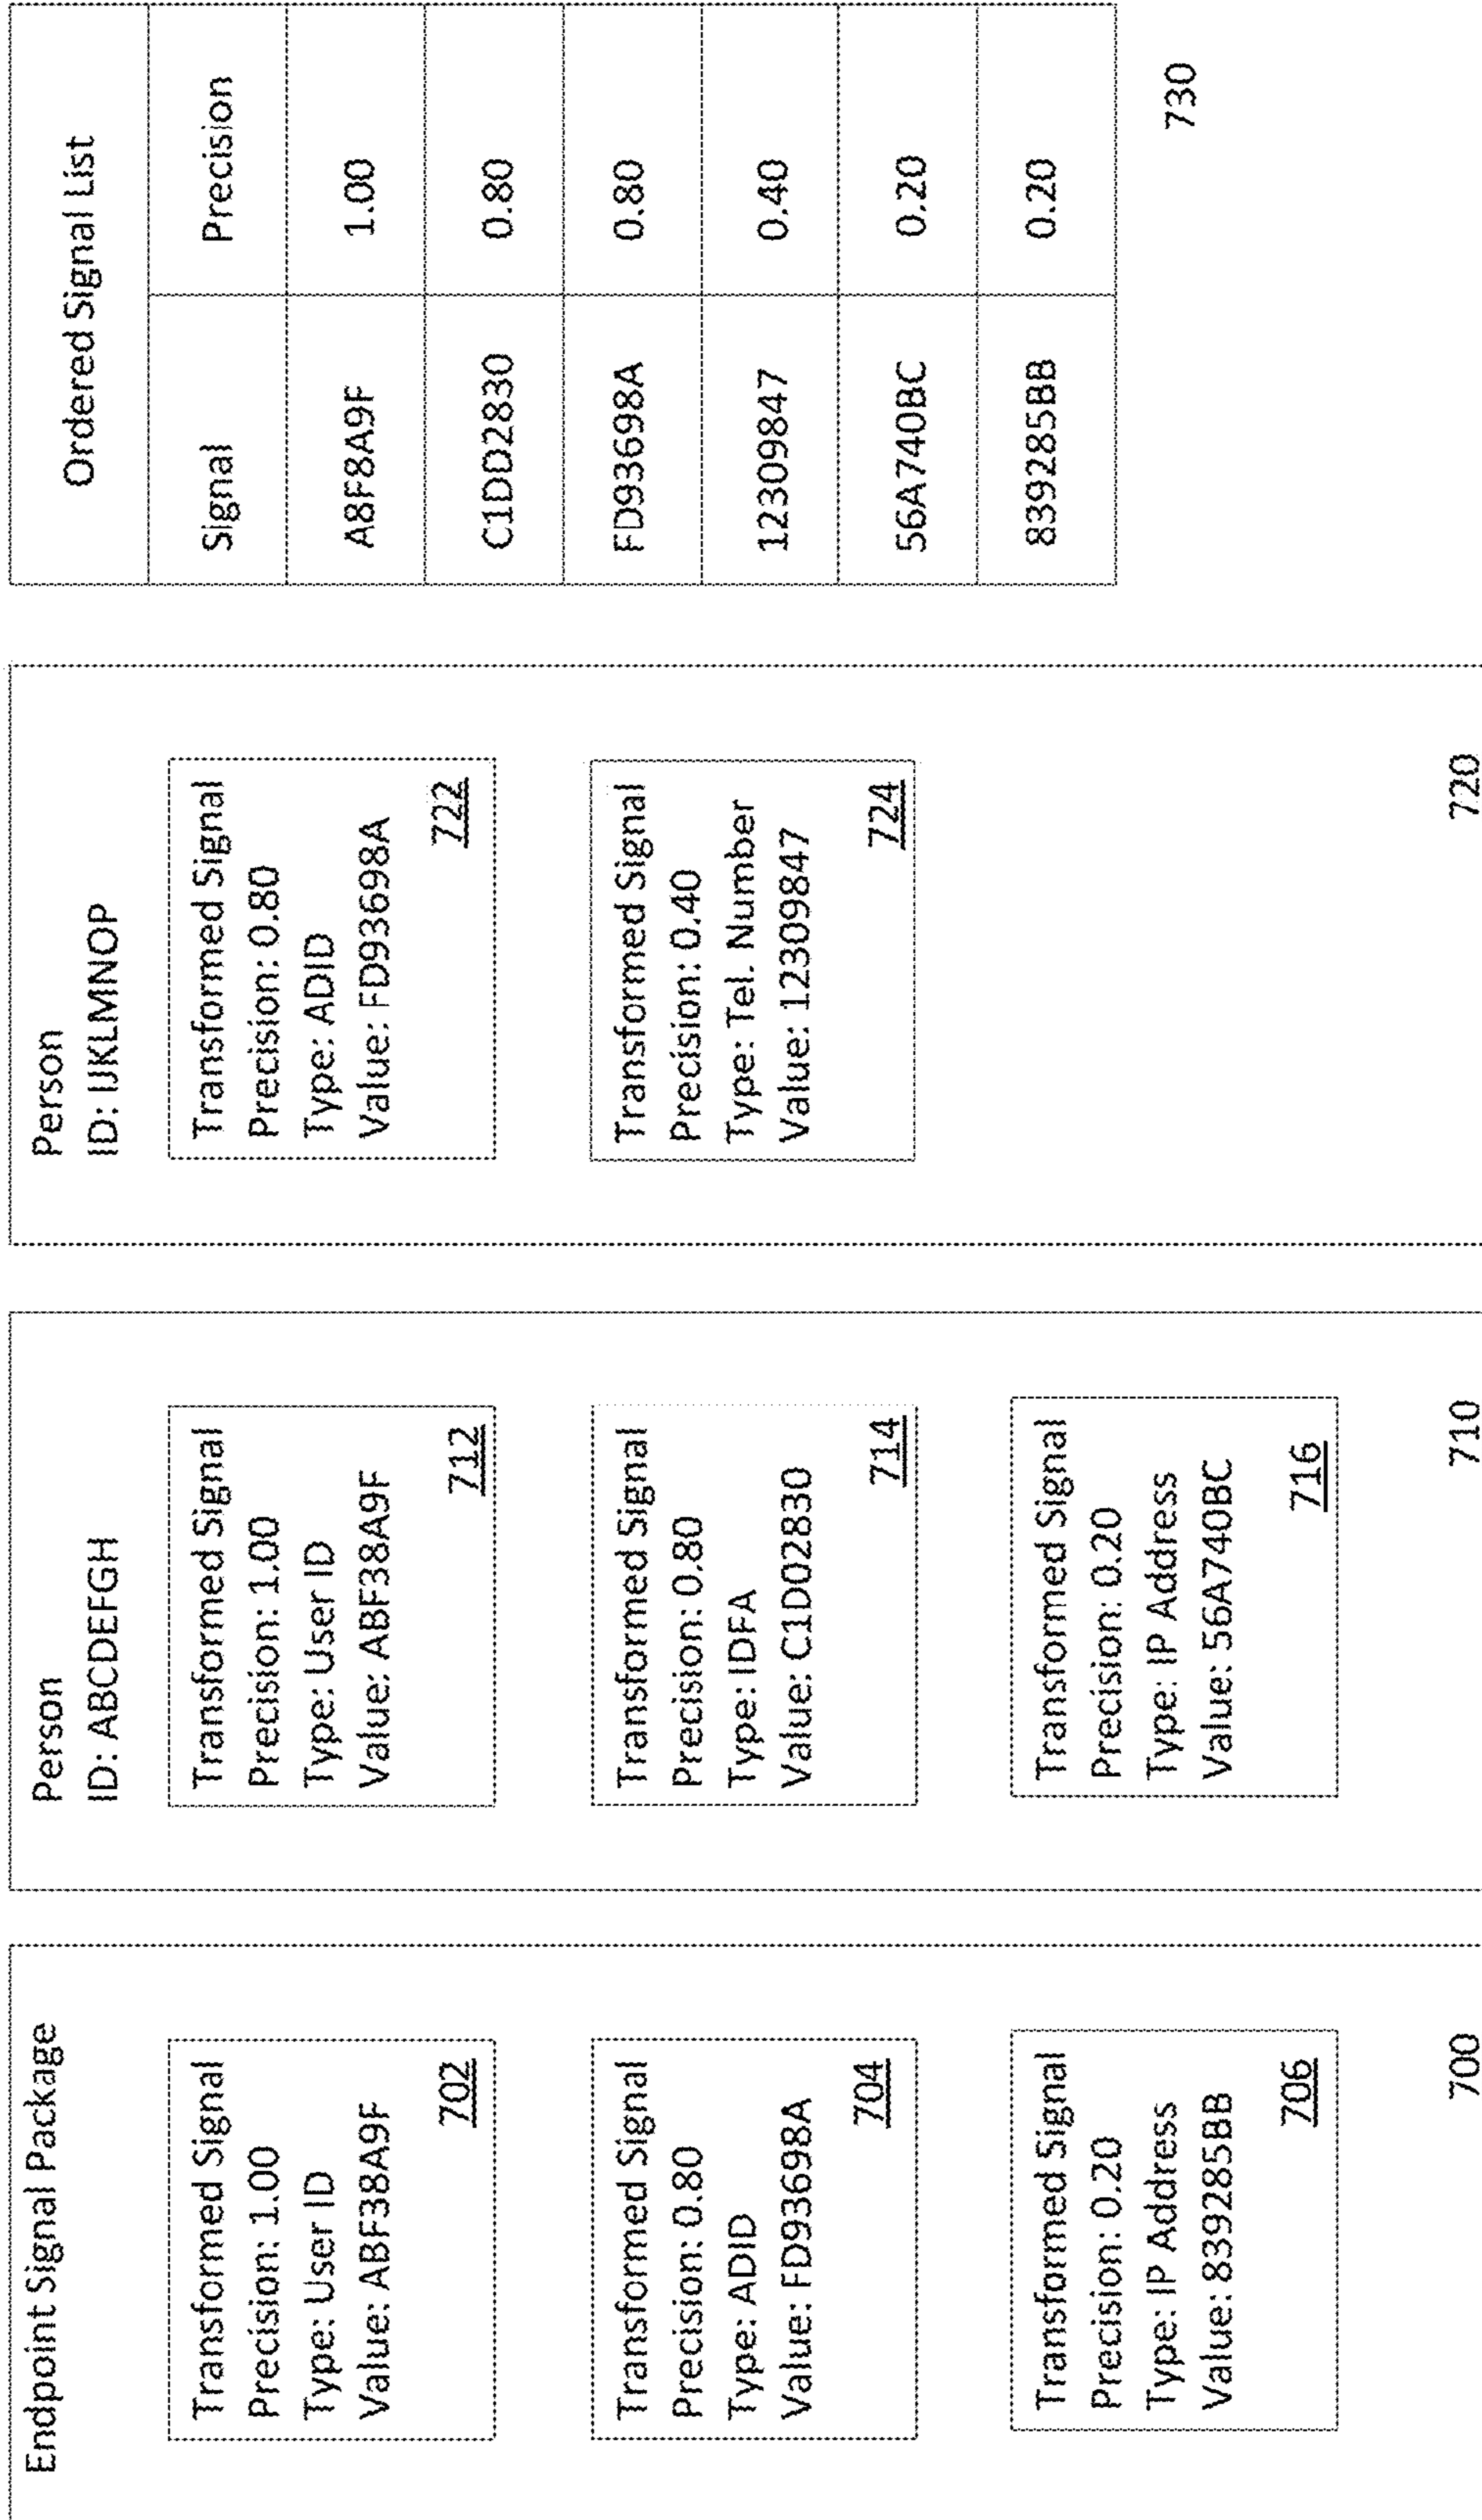 Endpoint Signal Package
Transformed Signal
Precision: 1.00
Type: User ID
Value: ABF38A9F
702
Transformed Signal
Precision: 0.80
Type: ADID
Value: FD93698A
704
Transformed Signal
Precision: 0.20
Type: IP Address
Value: 839285BB
706
700
Person
ID: ABCDEFGH
Transformed Signal
Precision: 1.00
Type: User ID
Value: ABF38A9F
712
Transformed Signal
Precision: 0.80
Type: IDFA
Value: C1D02830
714
Transformed Signal
Precision: 0.20
Type: IP Address
Value: 56A740BC
716
710
Person
ID: IJKLMNOP
Transformed Signal
Precision: 0.80
Type: ADID
Value: FD93698A
722
Transformed Signal
Precision: 0.40
Type: Tel. Number
Value: 12309847
724
720
Ordered Signal List
Signal Precision
A8F8A9F 1.00
C1DD2830 0.80
FD93698A 0.80
12309847 0.40
56A740BC 0.20
839285BB 0.20
730